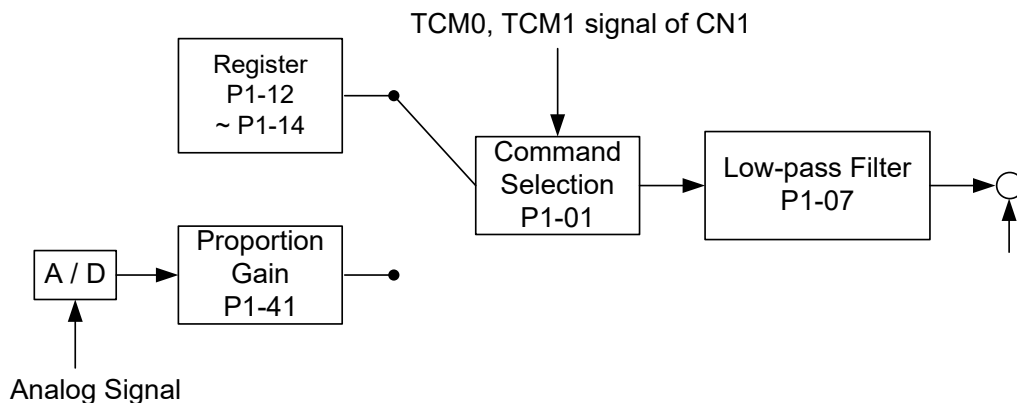 TCM0, TCM1 signal of CN1
Register
P1-12
~ P1-14
Command
Selection
P1-01
Low-pass Filter
P1-07
Proportion
Gain
P1-41
A / D
Analog Signal